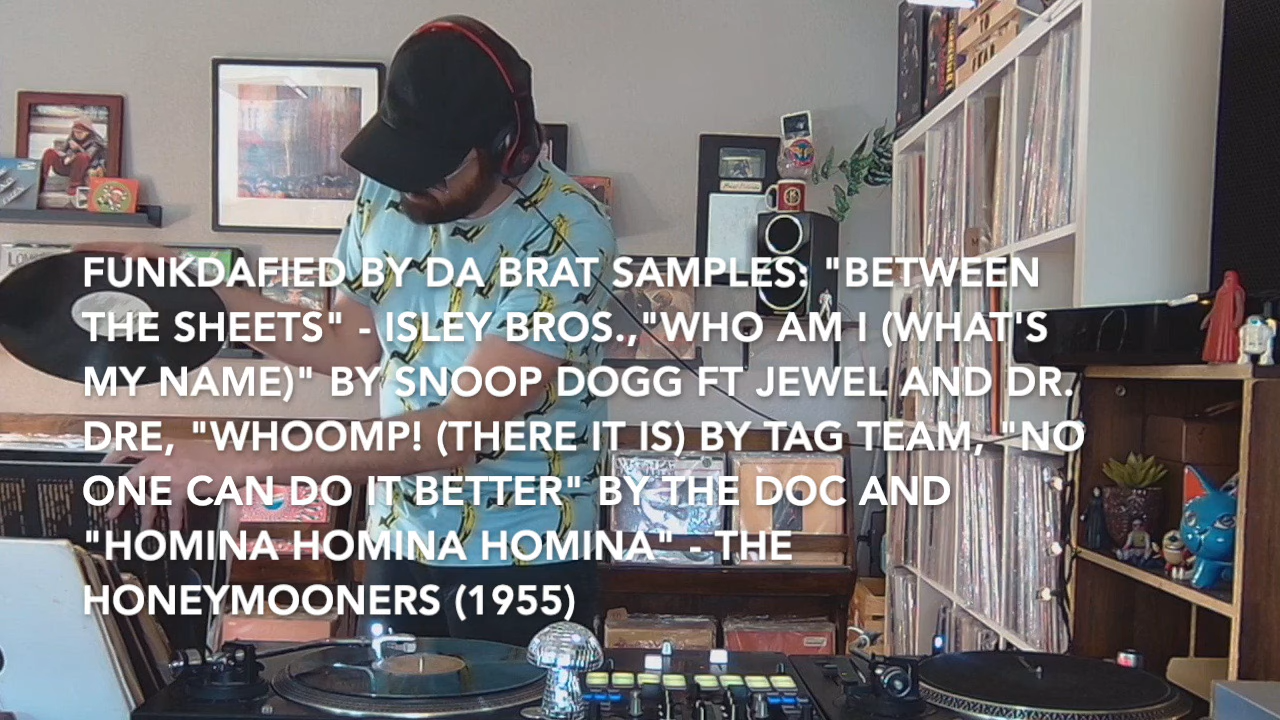 FUNKDAFIED BY DA BRAT SAMPLES: "BETWEEN
THE SHEETS" - ISLEY BROS., "WHO AM I (WHAT'S
MY NAME)" BY SNOOP DOGG FT JEWEL AND DR.
DRE, "WHOOMP! (THERE IT IS) BY TAG TEAM, "NO
ONE CAN DO IT BETTER" BY THE DOC AND
"HOMINA HOMINA HOMINA" - THE
HONEYMOONERS (1955)